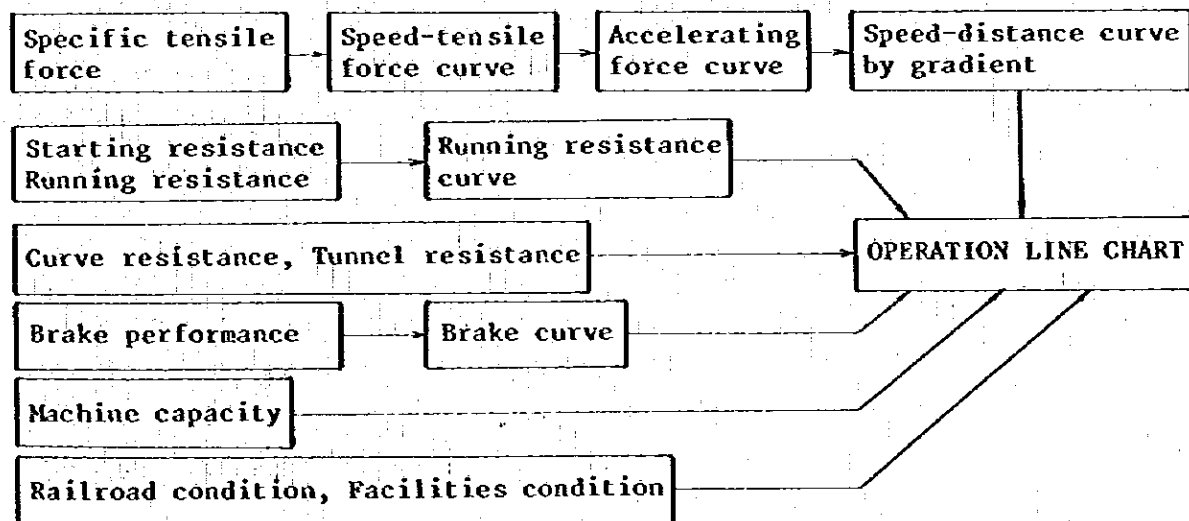 Specific tensile
force
Speed-tensile
force curve
Accelerating
force curve
Speed-distance curve
by gradient
Starting resistance
Running resistance
Running resistance
curve
Curve resistance, Tunnel resistance
OPERATION LINE CHART
Brake performance
Brake curve
Machine capacity
Railroad condition, Facilities condition